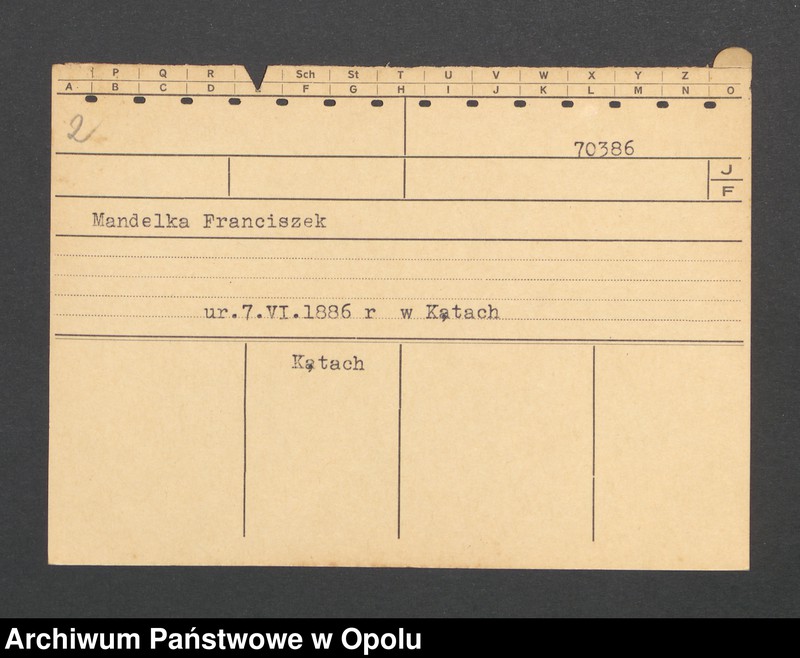 P Q R Sch St T U V W X Y Z
A B C D F G H I J K L M N O
2
70386
J
F
Mandelka Franciszek
ur.7.VI.1886 r w Kątach
Kątach
Archiwum Państwowe w Opolu